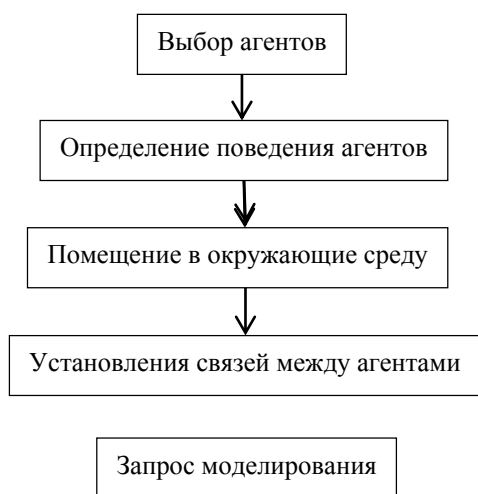 Выбор агентов
Определение поведения агентов
Помещение в окружающие среду
Установления связей между агентами
Запрос моделирования